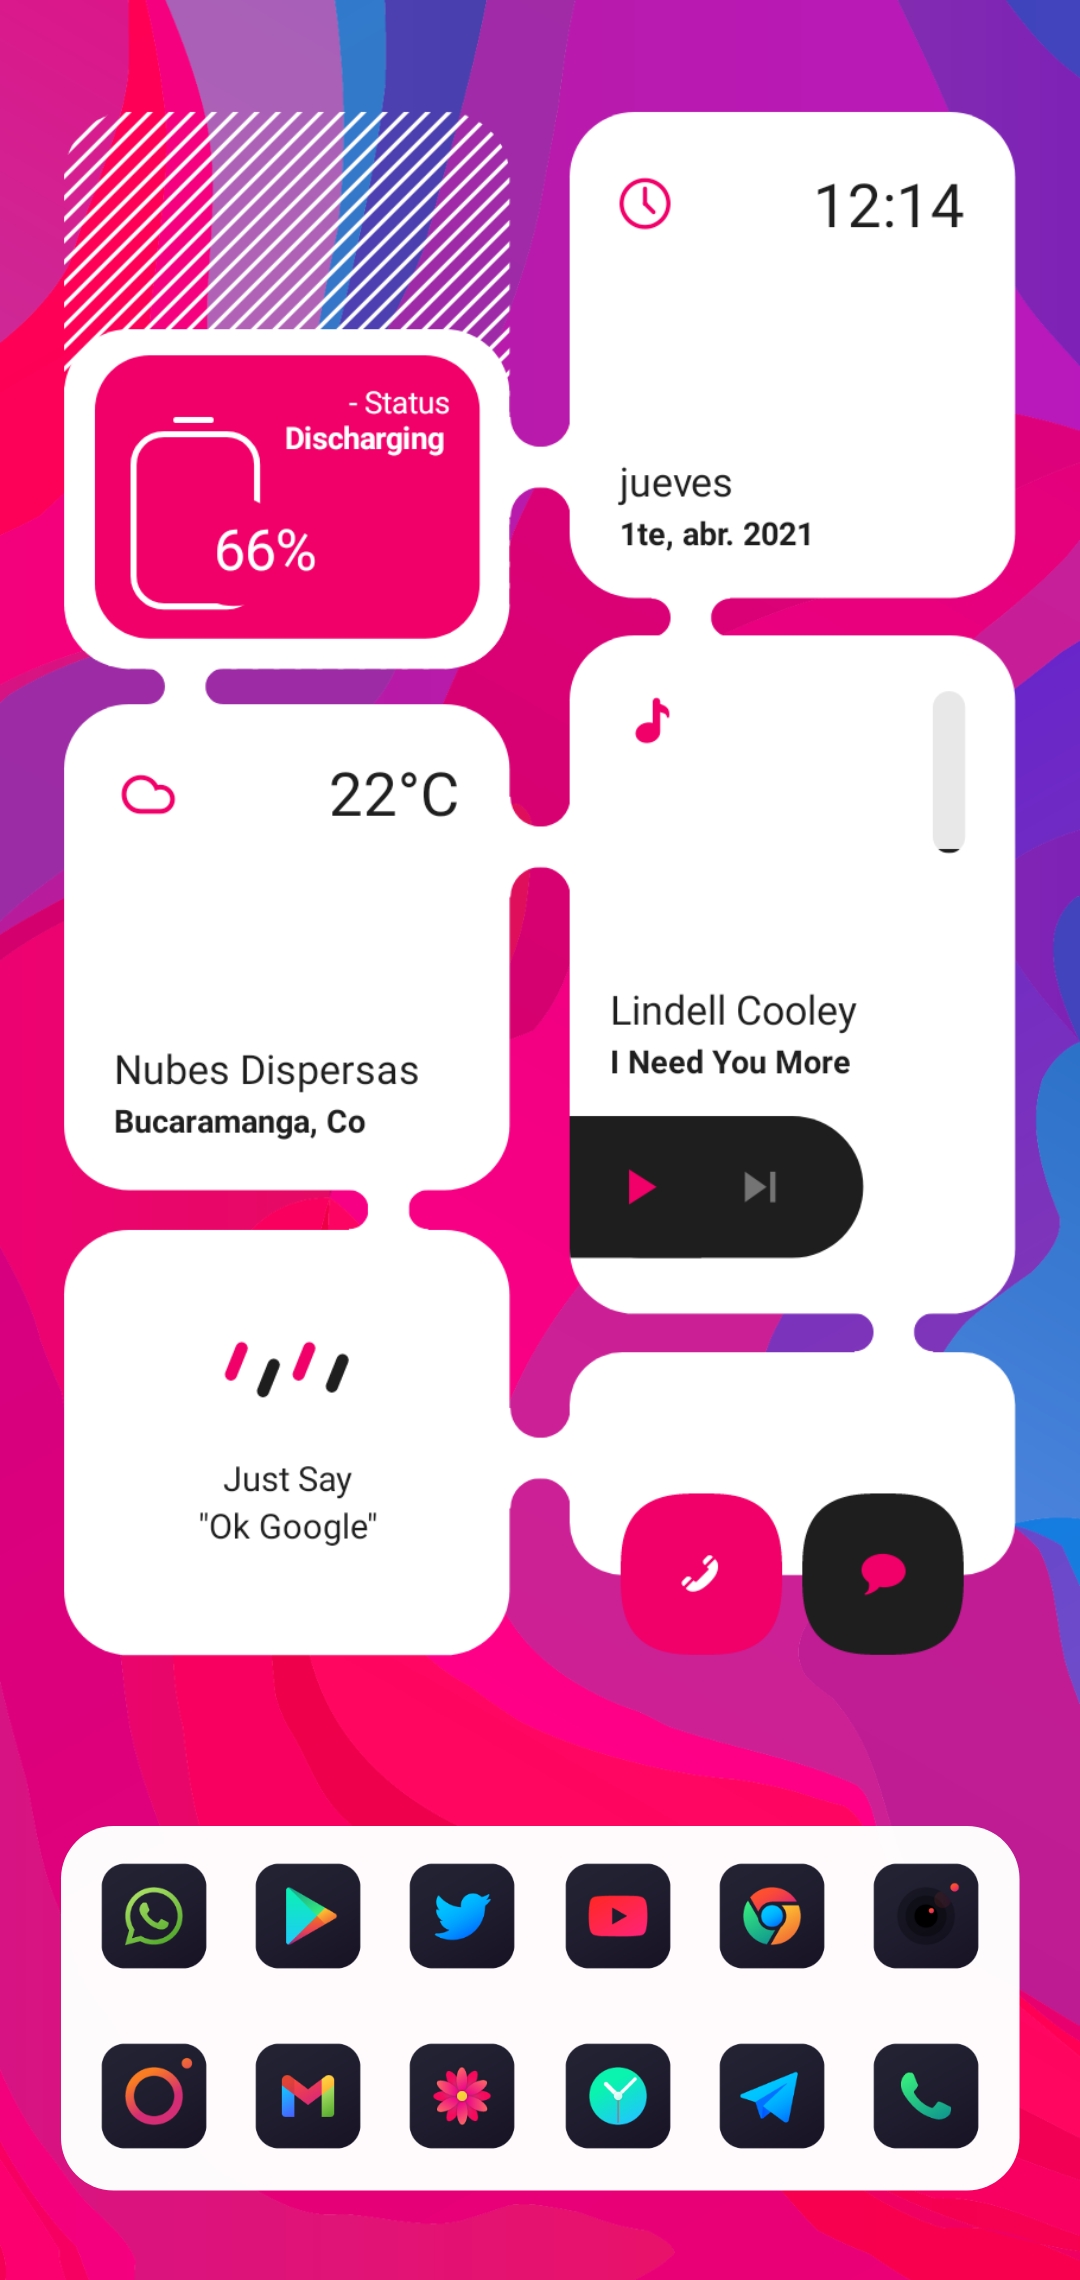 - Status
Discharging
66%
12:14
jueves
1te, abr. 2021
22°C
Nubes Dispersas
Bucaramanga, Co
Lindell Cooley
I Need You More
Just Say
"Ok Google"